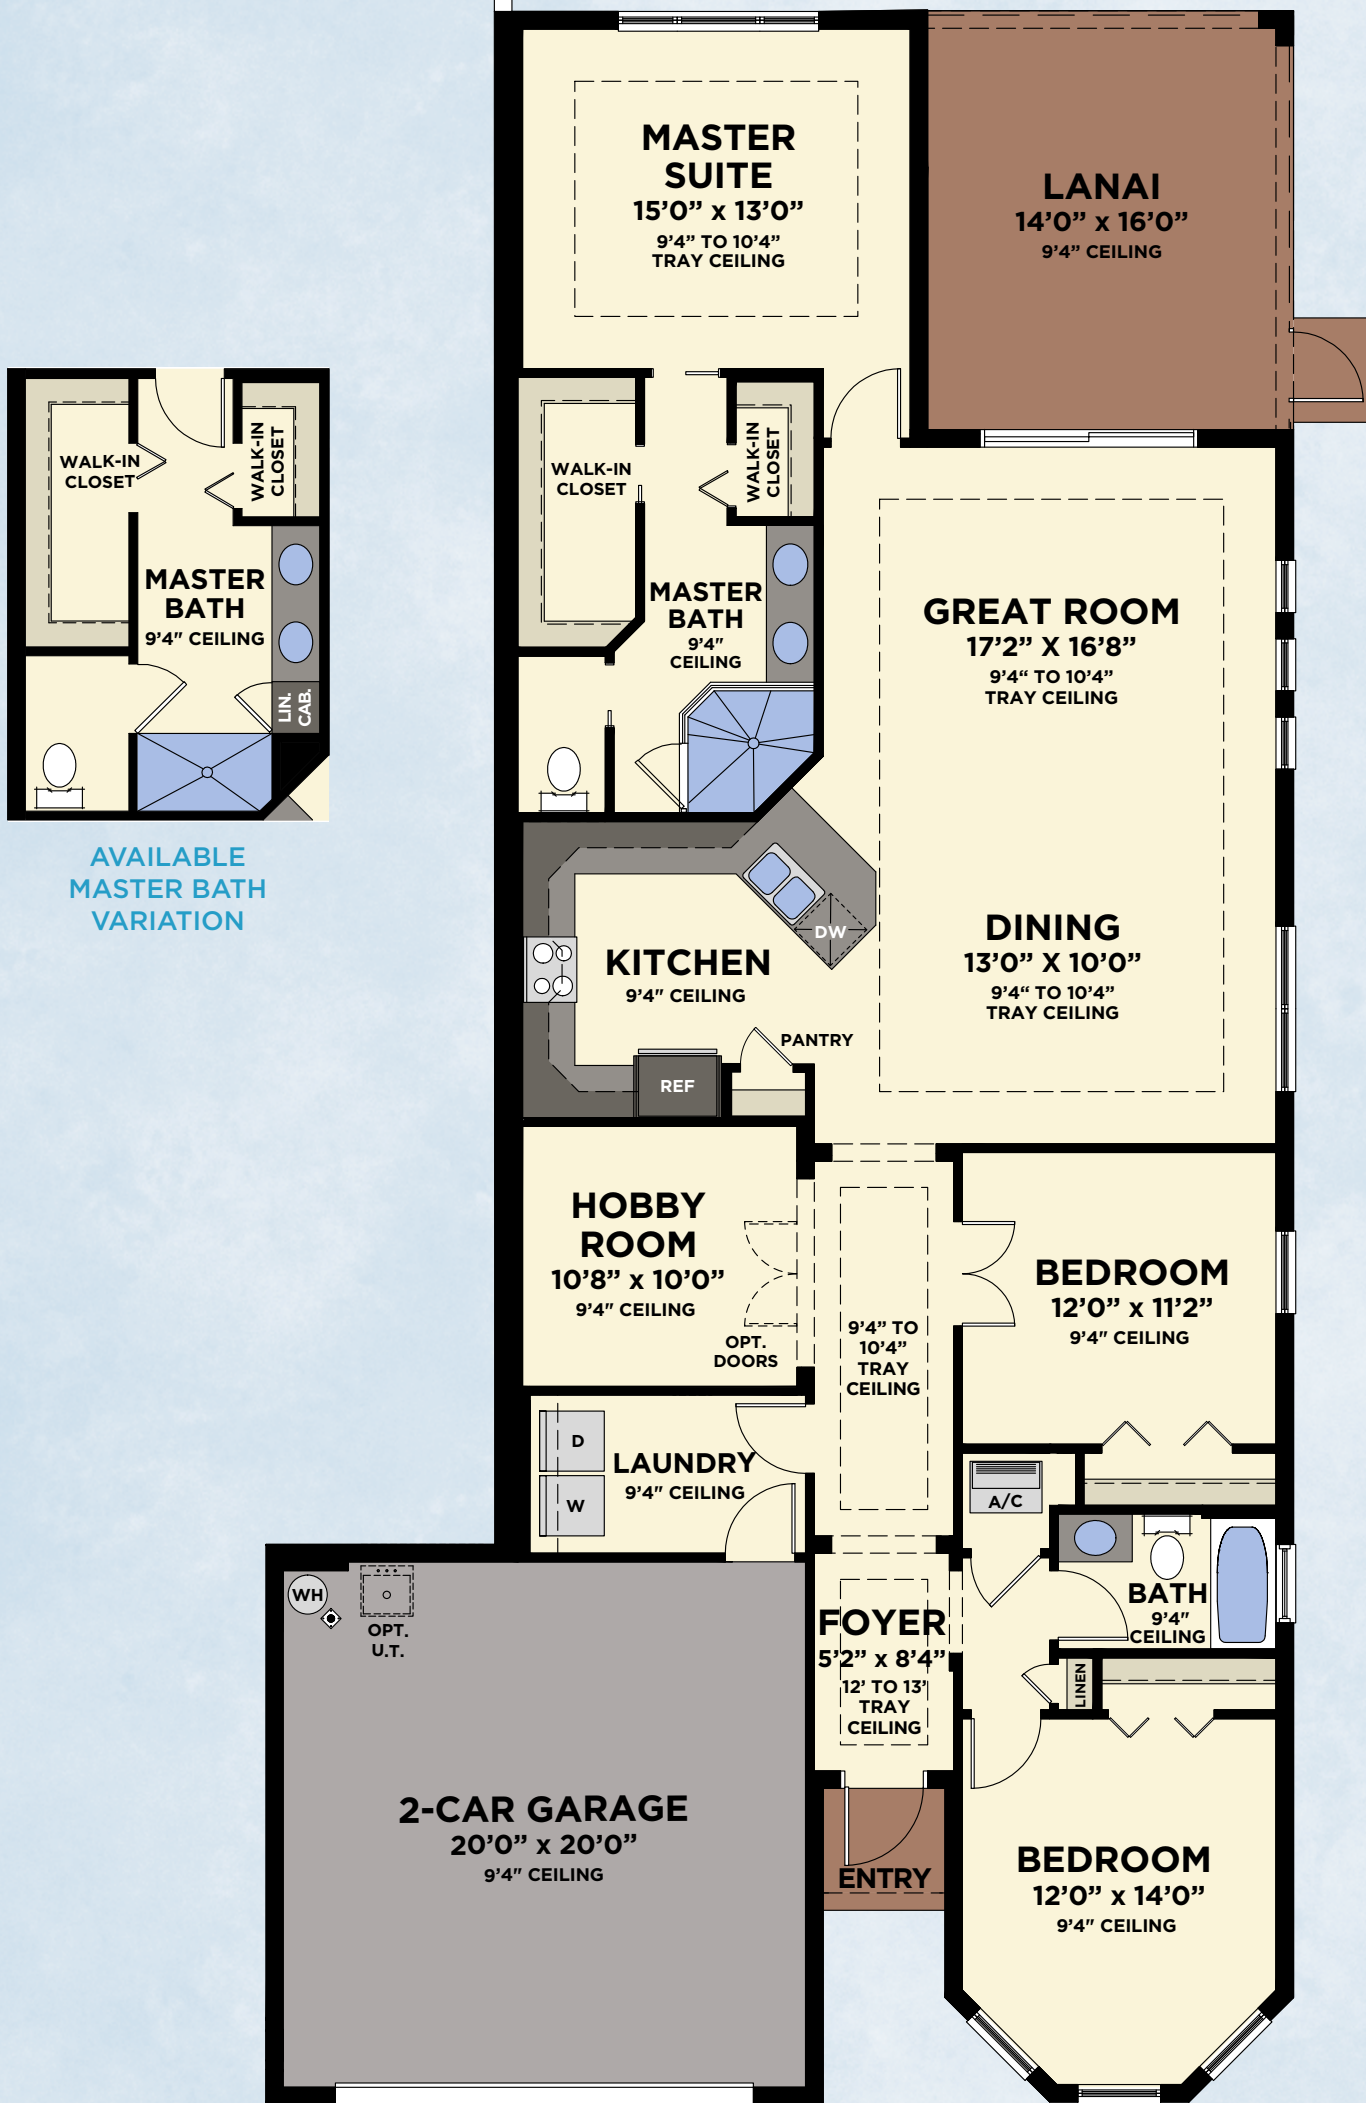 MASTER
SUITE
15’0” x 13’0”
9’4” TO 10’4”
TRAY CEILING
LANAI
14’0” x 16’0”
9’4” CEILING
WALK-IN
CLOSET
WALK-IN
CLOSET
MASTER
BATH
9'4" CEILING
LIN.
CAB.
AVAILABLE
MASTER BATH
VARIATION
WALK-IN
CLOSET
WALK-IN
CLOSET
MASTER
BATH
9'4"
CEILING
GREAT ROOM
17’2” X 16’8”
9’4“ TO 10’4”
TRAY CEILING
DINING
13’0” X 10’0”
9’4“ TO 10’4”
TRAY CEILING
DW
KITCHEN
9'4" CEILING
PANTRY
REF
HOBBY
ROOM
10’8” x 10’0”
9'4" CEILING
OPT.
DOORS
9’4” TO
10’4”
TRAY
CEILING
BEDROOM
12’0” x 11’2”
9'4" CEILING
D
W
LAUNDRY
9'4" CEILING
A/C
BATH
9'4"
CEILING
LINEN
FOYER
5’2” x 8’4”
12’ TO 13’
TRAY
CEILING
WH
OPT.
U.T.
2-CAR GARAGE
20’0” x 20’0”
9'4" CEILING
ENTRY
BEDROOM
12’0” x 14’0”
9'4" CEILING